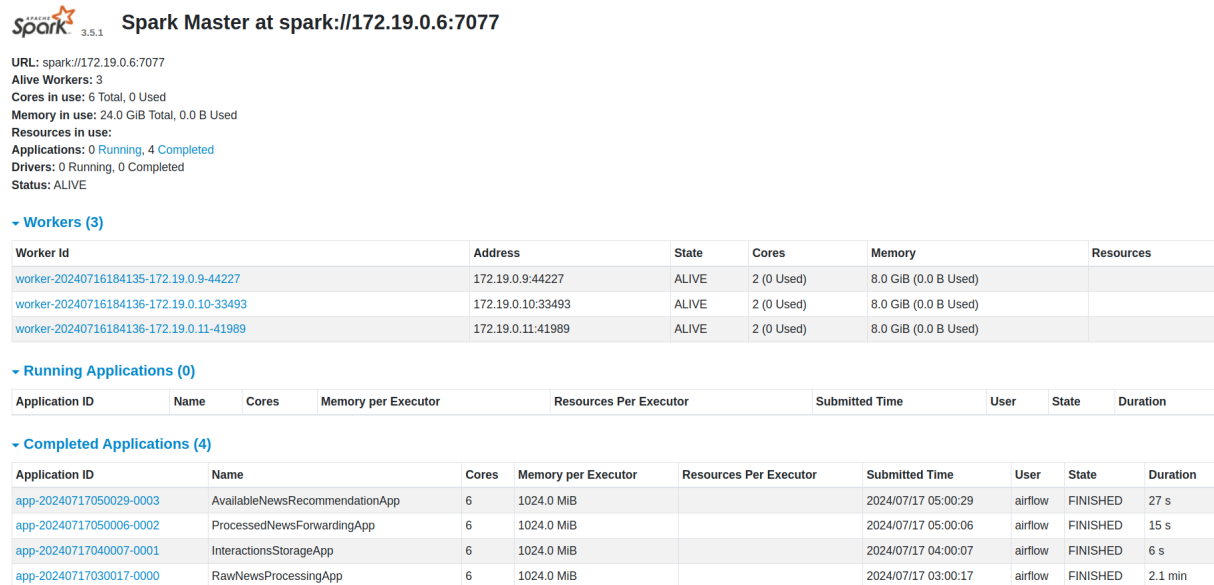 APACHE
Spark 3.5.1 Spark Master at spark://172.19.0.6:7077
URL: spark://172.19.0.6:7077
Alive Workers: 3
Cores in use: 6 Total, 0 Used
Memory in use: 24.0 GiB Total, 0.0 B Used
Resources in use:
Applications: 0 Running, 4 Completed
Drivers: 0 Running, 0 Completed
Status: ALIVE
Workers (3)
Worker Id Address State Cores Memory Resources
worker-20240716184135-172.19.0.9-44227 172.19.0.9:44227 ALIVE 2 (0 Used) 8.0 GiB (0.0 B Used)
worker-20240716184136-172.19.0.10-33493 172.19.0.10:33493 ALIVE 2 (0 Used) 8.0 GiB (0.0 B Used)
worker-20240716184136-172.19.0.11-41989 172.19.0.11:41989 ALIVE 2 (0 Used) 8.0 GiB (0.0 B Used)
Running Applications (0)
Application ID Name Cores Memory per Executor Resources Per Executor Submitted Time User State Duration
Completed Applications (4)
Application ID Name Cores Memory per Executor Resources Per Executor Submitted Time User State Duration
app-20240717050029-0003 AvailableNewsRecommendationApp 6 1024.0 MiB 2024/07/17 05:00:29 airflow FINISHED 27 s
app-20240717050006-0002 ProcessedNewsForwardingApp 6 1024.0 MiB 2024/07/17 05:00:06 airflow FINISHED 15 s
app-20240717040007-0001 InteractionsStorageApp 6 1024.0 MiB 2024/07/17 04:00:07 airflow FINISHED 6 s
app-20240717030017-0000 RawNewsProcessingApp 6 1024.0 MiB 2024/07/17 03:00:17 airflow FINISHED 2.1 min